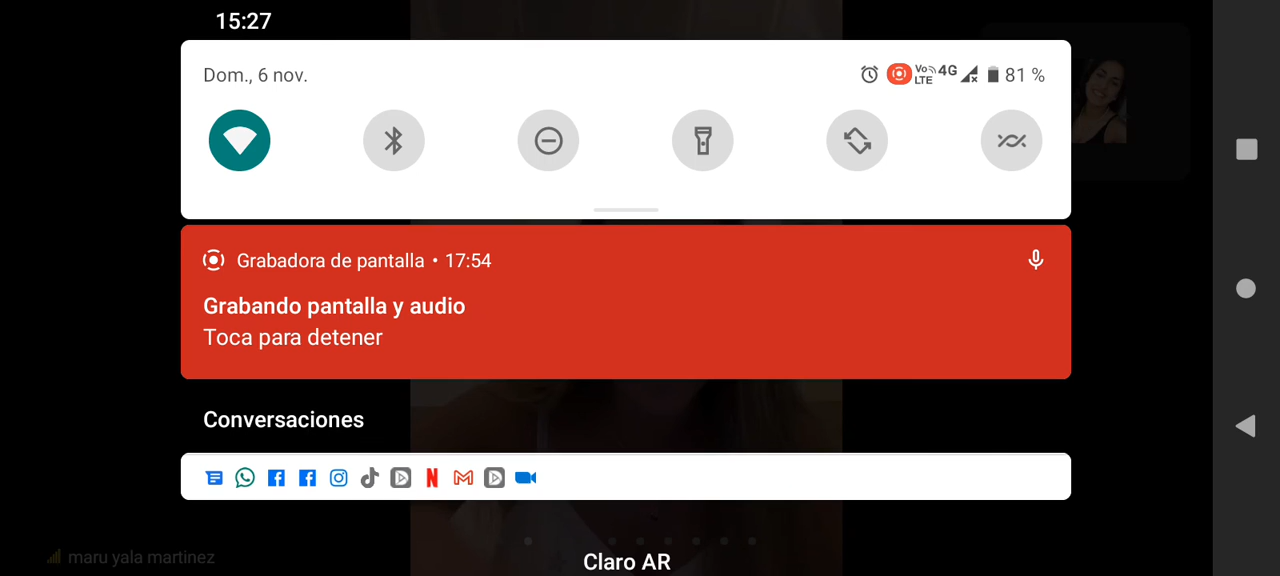 15:27
Dom., 6 nov.
Vo LTE 4G 81 %
Grabadora de pantalla • 17:54
Grabando pantalla y audio
Toca para detener
Conversaciones
maru yala martinez
Claro AR